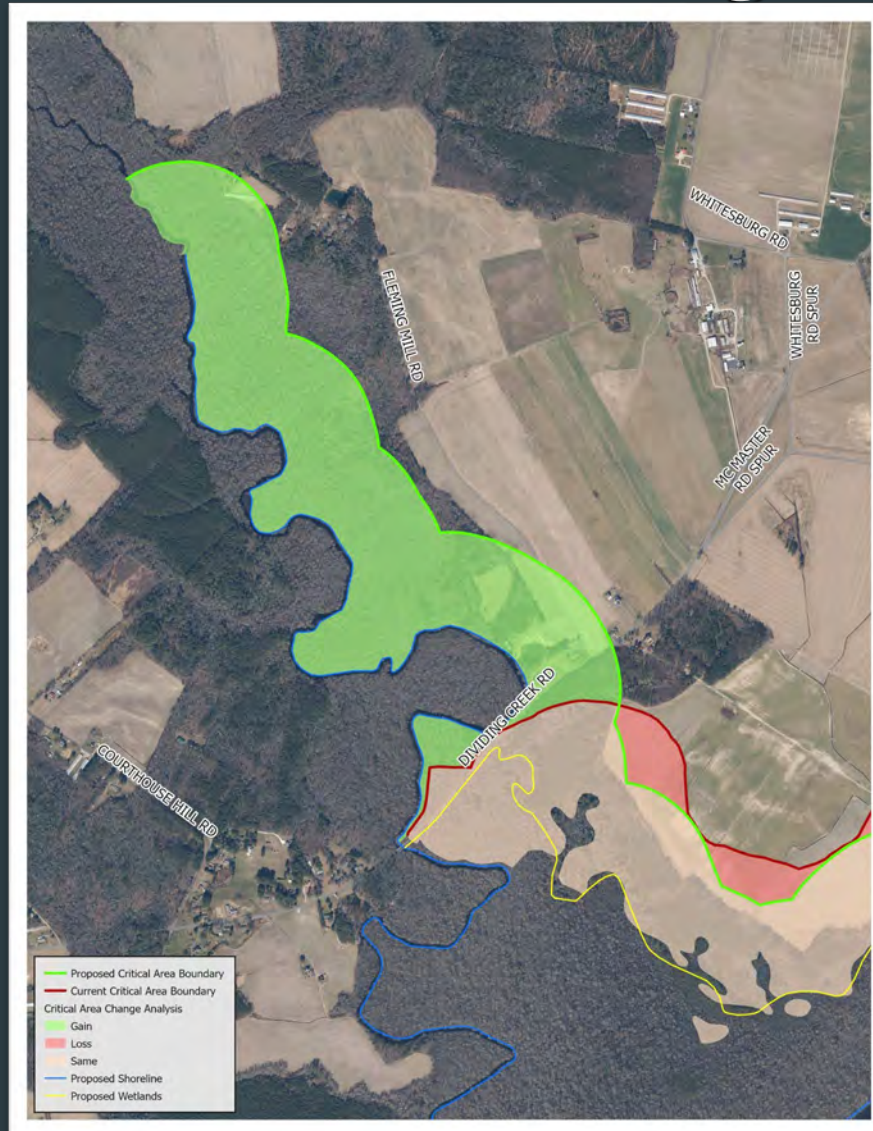 WHITESBURG RD
FLEMING MILL RD
WHITESBURG
RD SPUR
MC MASTER
RD SPUR
DIVIDING CREEK RD
COURTHOUSE HILL RD
Proposed Critical Area Boundary
Current Critical Area Boundary
Critical Area Change Analysis
Gain
Loss
Same
Proposed Shoreline
Proposed Wetlands